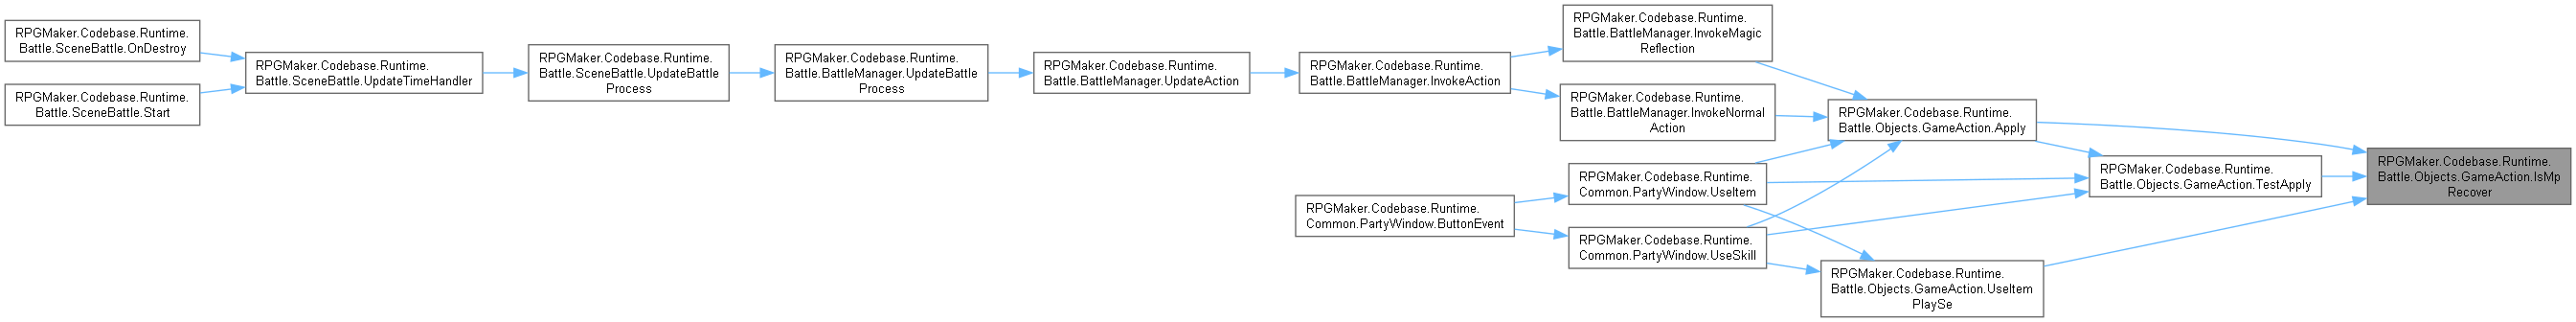 RPGMaker.Codebase.Runtime.
Battle.SceneBattle.OnDestroy
RPGMaker.Codebase.Runtime.
Battle.SceneBattle.Start
RPGMaker.Codebase.Runtime.
Battle.SceneBattle.UpdateTimeHandler
RPGMaker.Codebase.Runtime.
Battle.SceneBattle.UpdateBattle
Process
RPGMaker.Codebase.Runtime.
Battle.BattleManager.UpdateBattle
Process
RPGMaker.Codebase.Runtime.
Battle.BattleManager.UpdateAction
RPGMaker.Codebase.Runtime.
Battle.BattleManager.InvokeAction
RPGMaker.Codebase.Runtime.
Common.PartyWindow.ButtonEvent
RPGMaker.Codebase.Runtime.
Battle.BattleManager.InvokeMagic
Reflection
RPGMaker.Codebase.Runtime.
Battle.BattleManager.InvokeNormal
Action
RPGMaker.Codebase.Runtime.
Common.PartyWindow.UseItem
RPGMaker.Codebase.Runtime.
Common.PartyWindow.UseSkill
RPGMaker.Codebase.Runtime.
Battle.Objects.GameAction.Apply
RPGMaker.Codebase.Runtime.
Battle.Objects.GameAction.UseItem
PlaySe
RPGMaker.Codebase.Runtime.
Battle.Objects.GameAction.TestApply
RPGMaker.Codebase.Runtime.
Battle.Objects.GameAction.IsMp
Recover